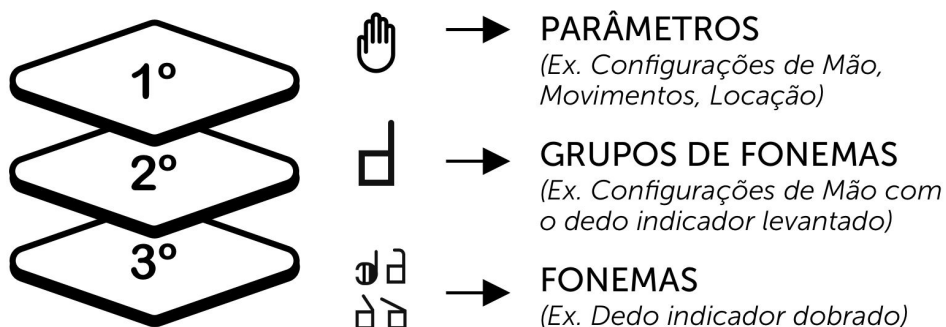 1º
PARÂMETROS
(Ex. Configurações de Mão,
Movimentos, Locação)
2º
GRUPOS DE FONEMAS
(Ex. Configurações de Mão com
o dedo indicador levantado)
3º
FONEMAS
(Ex. Dedo indicador dobrado)